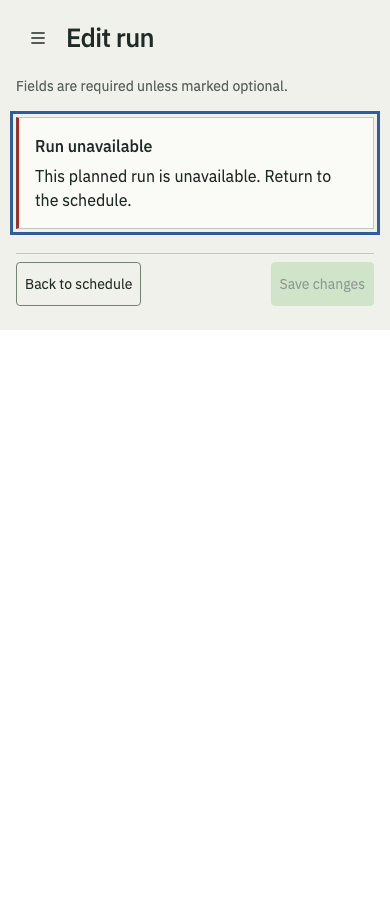 Edit run
Fields are required unless marked optional.
Run unavailable
This planned run is unavailable. Return to
the schedule.
Back to schedule
Save changes